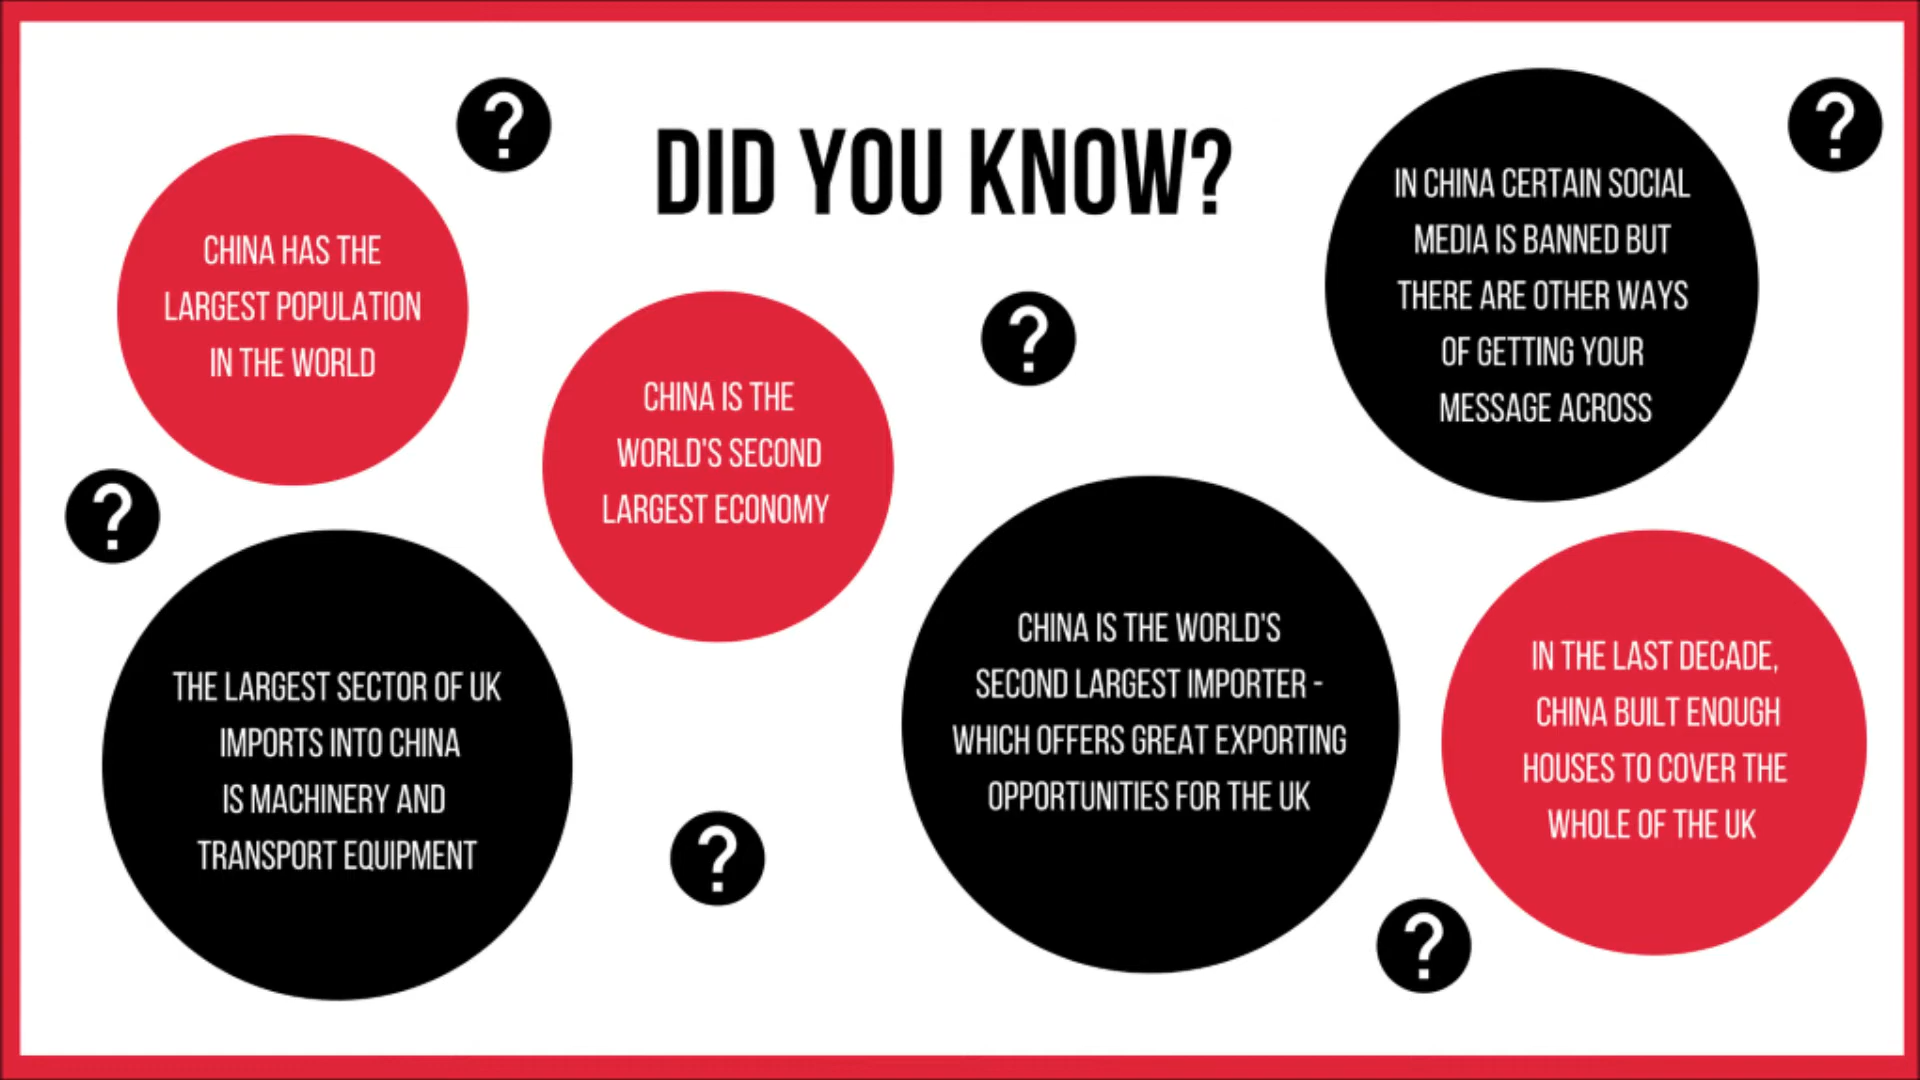 ?
?
DID YOU KNOW?
CHINA HAS THE
LARGEST POPULATION
IN THE WORLD
IN CHINA CERTAIN SOCIAL
MEDIA IS BANNED BUT
THERE ARE OTHER WAYS
OF GETTING YOUR
MESSAGE ACROSS
?
CHINA IS THE
WORLD'S SECOND
LARGEST ECONOMY
?
THE LARGEST SECTOR OF UK
IMPORTS INTO CHINA
IS MACHINERY AND
TRANSPORT EQUIPMENT
CHINA IS THE WORLD'S
SECOND LARGEST IMPORTER -
WHICH OFFERS GREAT EXPORTING
OPPORTUNITIES FOR THE UK
IN THE LAST DECADE,
CHINA BUILT ENOUGH
HOUSES TO COVER THE
WHOLE OF THE UK
?
?